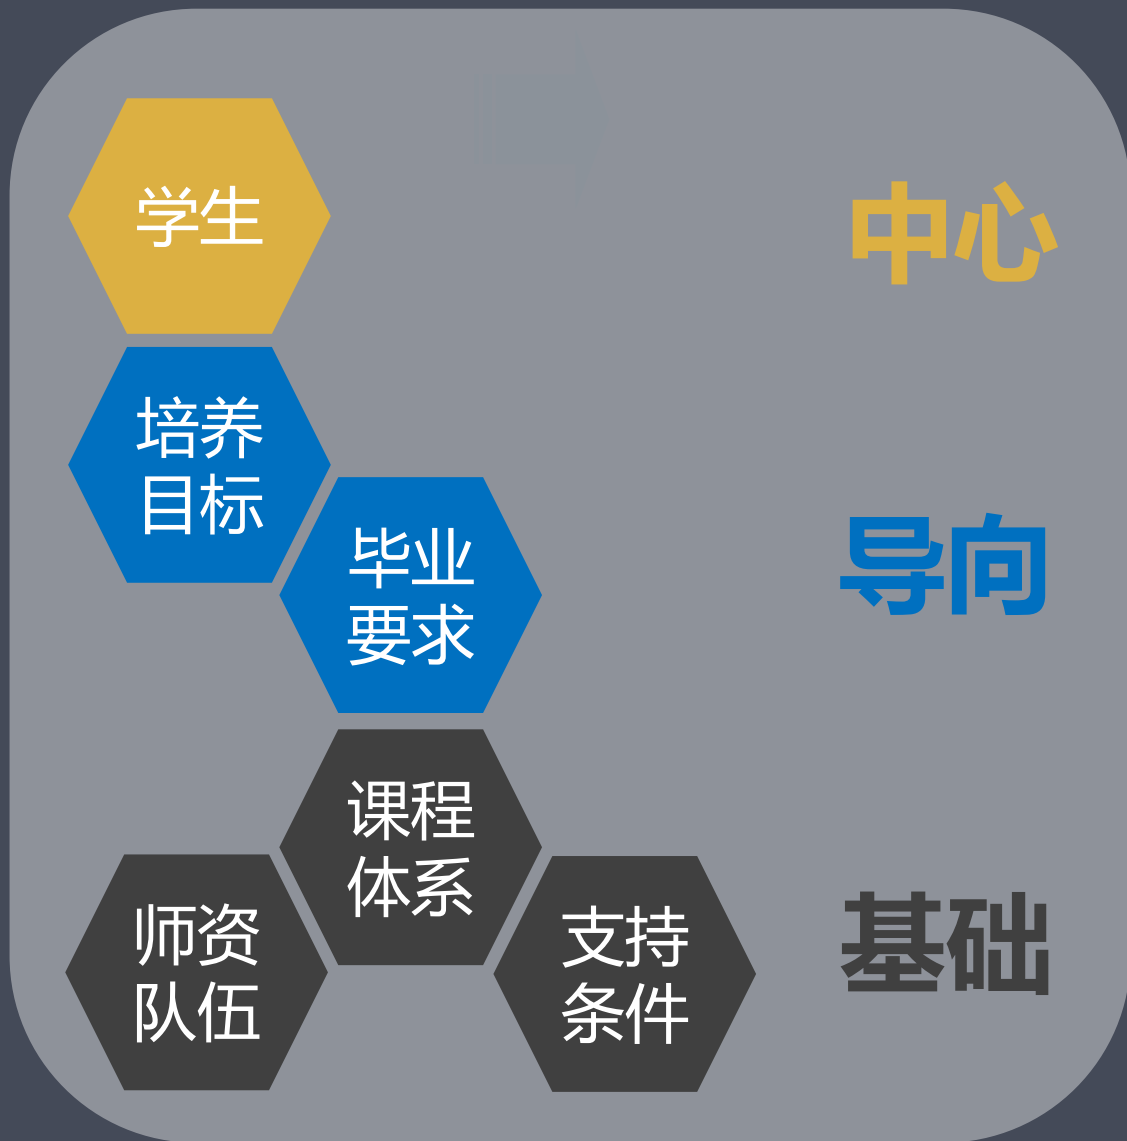 学生
中心
培养
目标
毕业
要求
导向
课程
体系
师资
队伍
支持
条件
基础